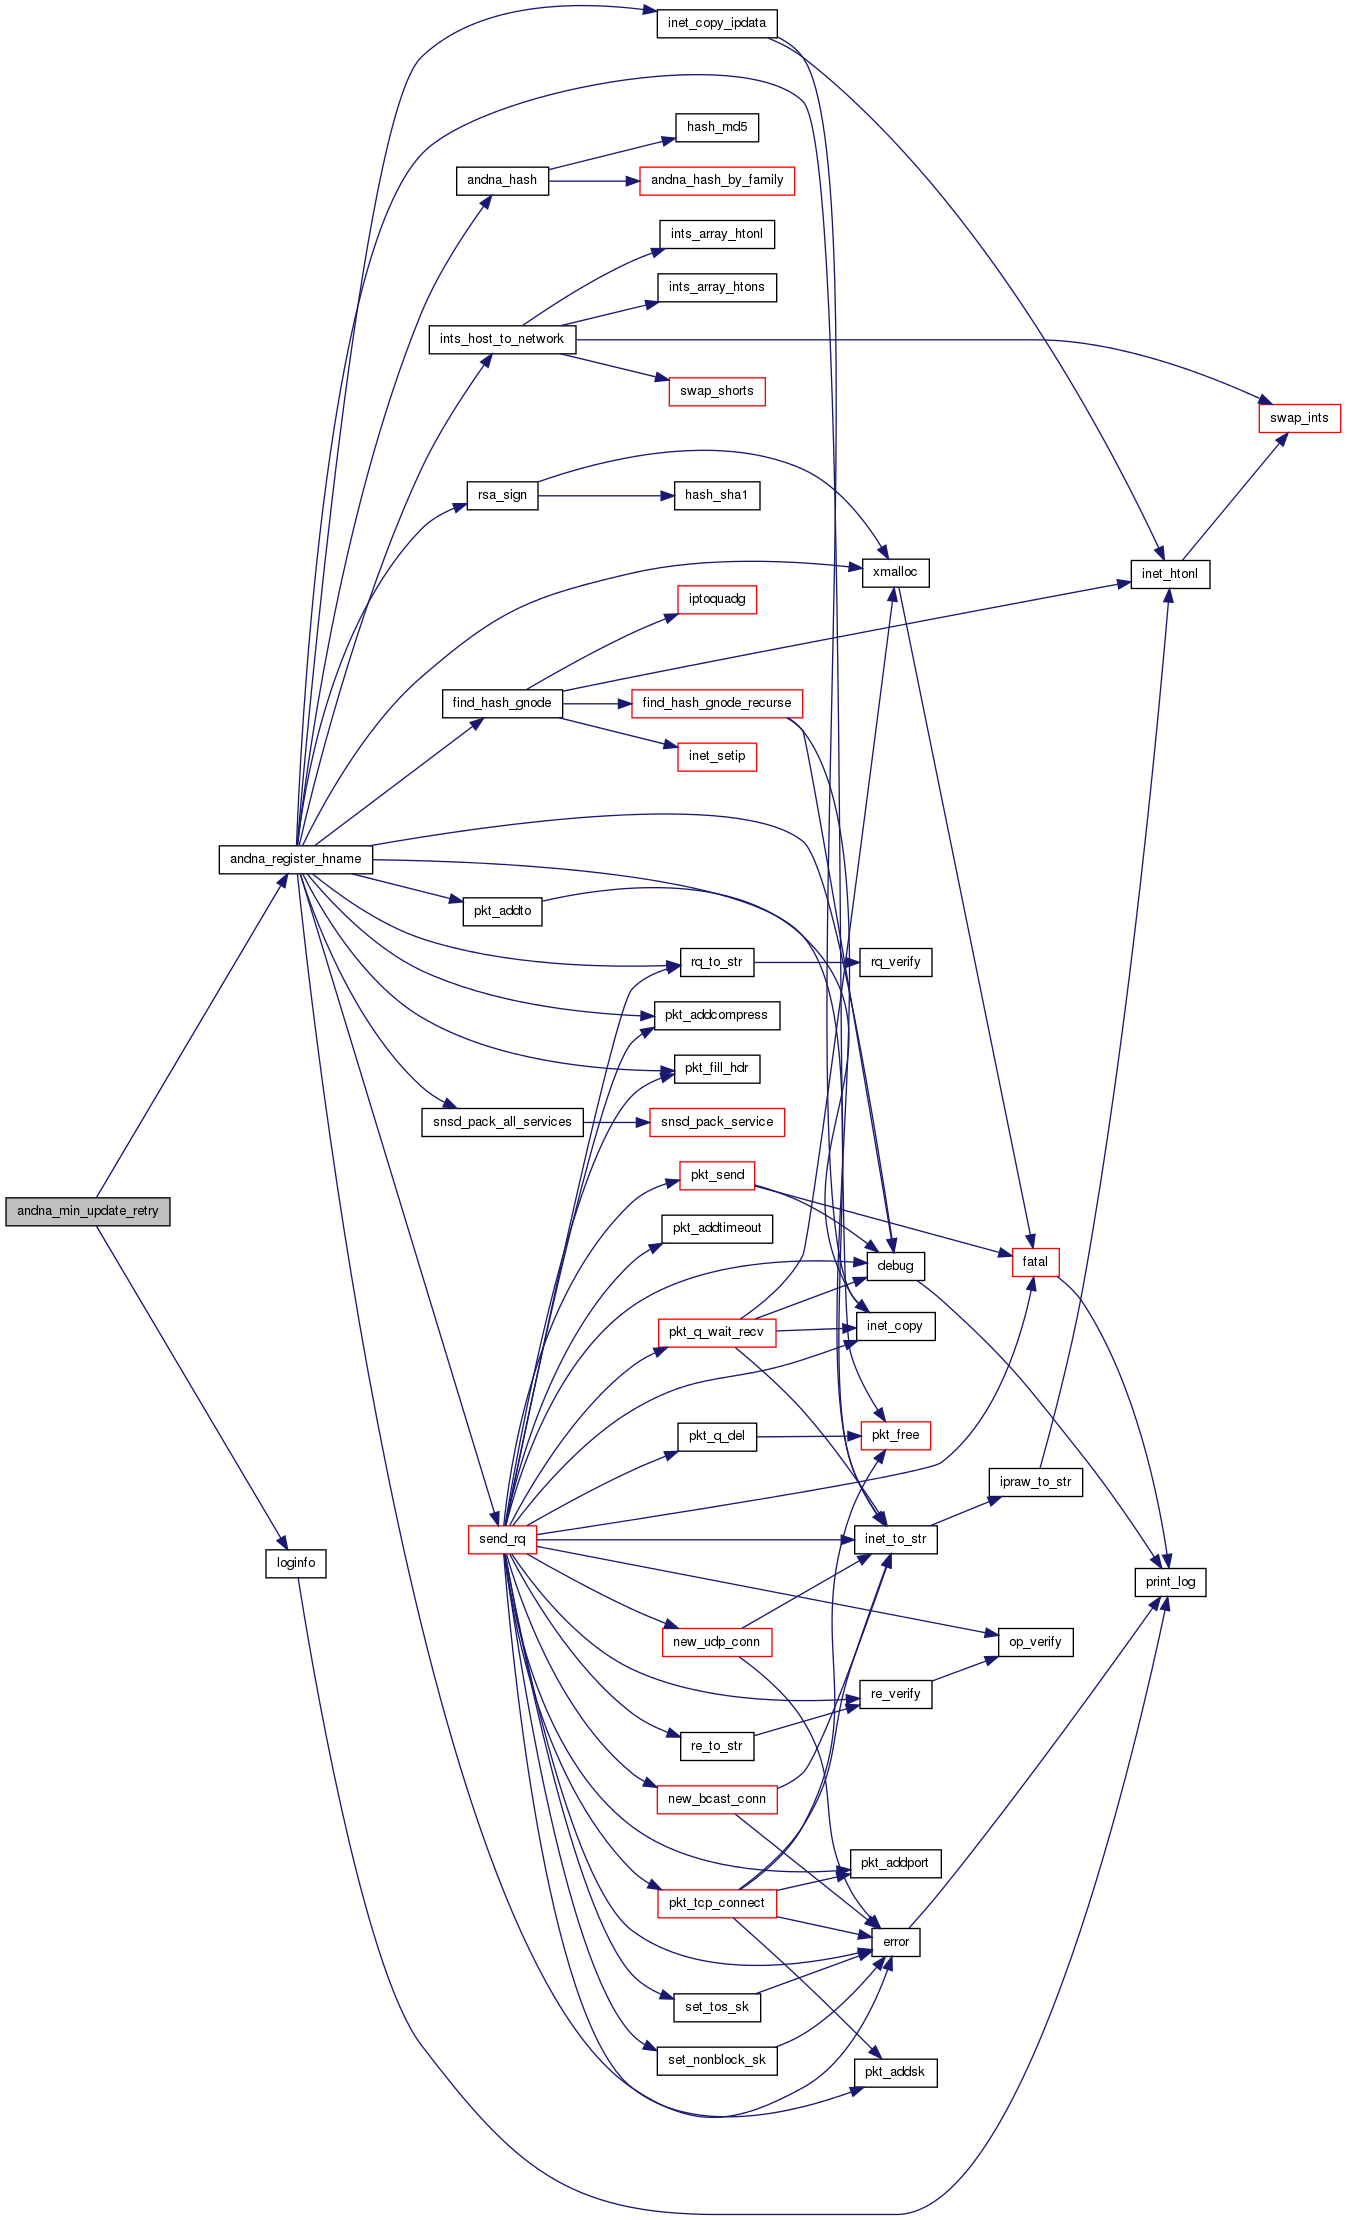 inet_copy_ipdata
hash_md5
andna_hash
andna_hash_by_family
ints_array_htonl
ints_array_htons
ints_host_to_network
swap_shorts
swap_ints
rsa_sign
hash_sha1
xmalloc
inet_htonl
iptoquadg
find_hash_gnode
find_hash_gnode_recurse
inet_setip
andna_register_hname
pkt_addto
rq_to_str
rq_verify
pkt_addcompress
pkt_fill_hdr
snsd_pack_all_services
snsd_pack_service
pkt_send
andna_min_update_retry
pkt_addtimeout
debug
fatal
pkt_q_wait_recv
inet_copy
pkt_q_del
pkt_free
ipraw_to_str
send_rq
inet_to_str
loginfo
print_log
new_udp_conn
op_verify
re_verify
re_to_str
new_bcast_conn
pkt_addport
pkt_tcp_connect
error
set_tos_sk
set_nonblock_sk
pkt_addsk